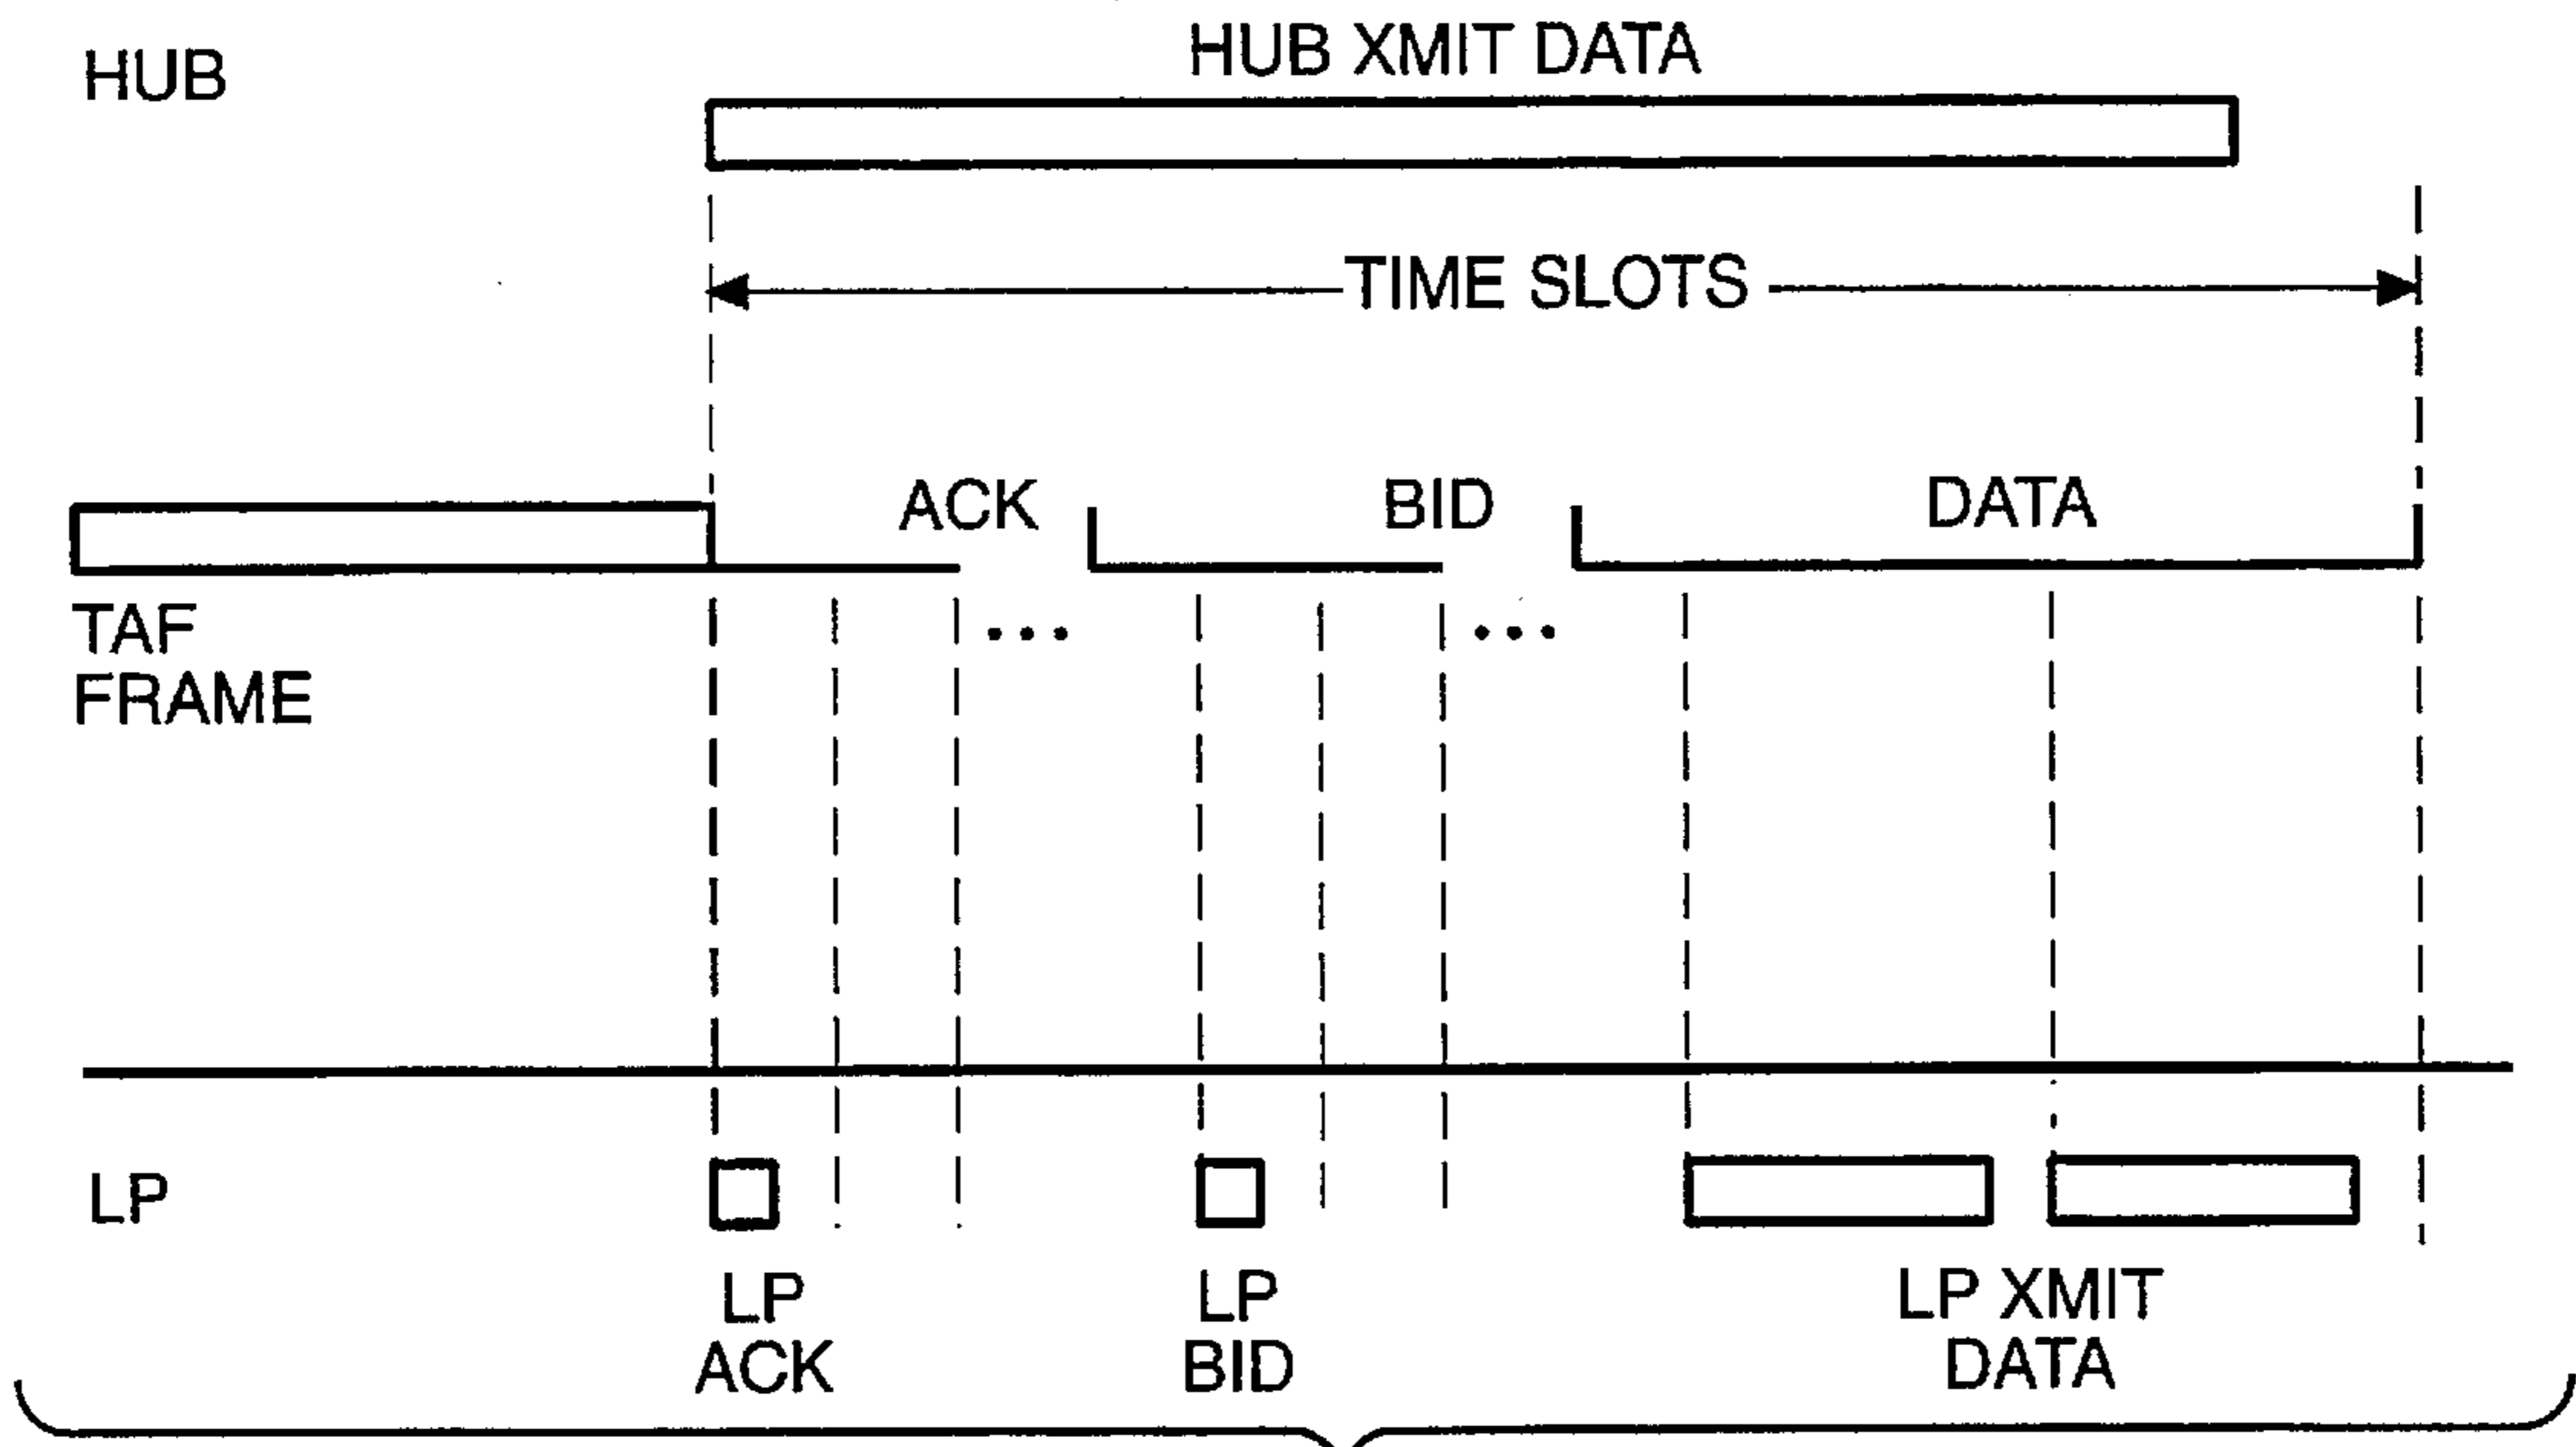 HUB
HUB XMIT DATA
TIME SLOTS
ACK
BID
DATA
TAF
FRAME
LP
LP
ACK
LP
BID
LP XMIT
DATA